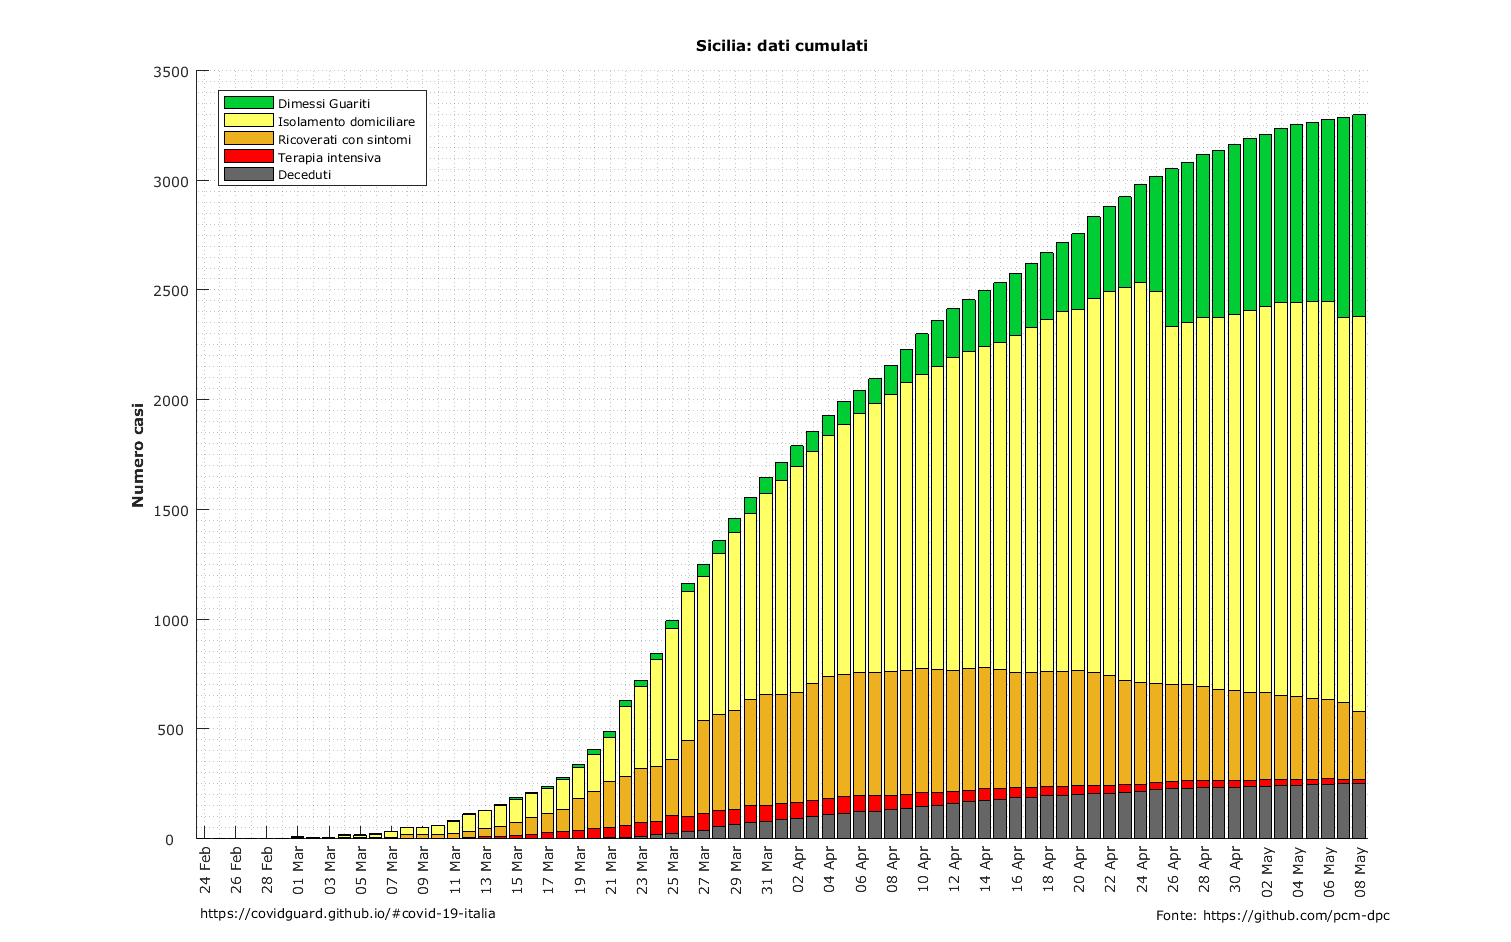 Sicilia: dati cumulati
3500
3000
2500
2000
1500
1000
500
0
Numero casi
Dimessi Guariti
Isolamento domiciliare
Ricoverati con sintomi
Terapia intensiva
Deceduti
24 Feb
26 Feb
28 Feb
01 Mar
03 Mar
05 Mar
07 Mar
09 Mar
11 Mar
13 Mar
15 Mar
17 Mar
19 Mar
21 Mar
23 Mar
25 Mar
27 Mar
29 Mar
31 Mar
02 Apr
04 Apr
06 Apr
08 Apr
10 Apr
12 Apr
14 Apr
16 Apr
18 Apr
20 Apr
22 Apr
24 Apr
26 Apr
28 Apr
30 Apr
02 May
04 May
06 May
08 May
https://covidguard.github.io/#covid-19-italia
Fonte: https://github.com/pcm-dpc